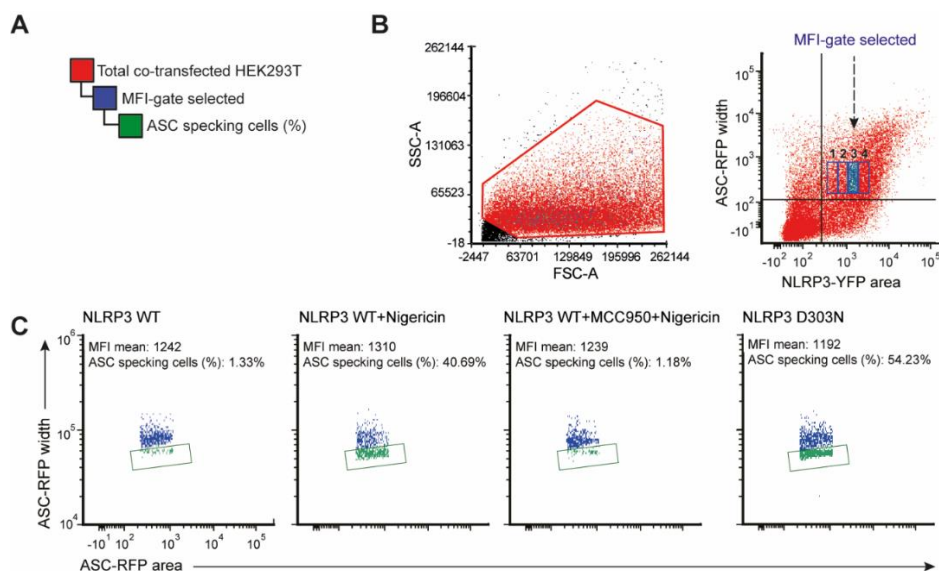 A
Total co-transfected HEK293T
MFI-gate selected
ASC specking cells (%)
B
262144
196604
131063
65523
-18
SSC-A
-2447
63701
129849
195996
262144
FSC-A
MFI-gate selected
10^5
10^4
10^3
10^2
-10^1
ASC-RFP width
1 2 3 4
-10^2 10^2 10^3 10^4 10^5
NLRP3-YFP area
C
NLRP3 WT
MFI mean: 1242
ASC specking cells (%): 1.33%
NLRP3 WT+Nigericin
MFI mean: 1310
ASC specking cells (%): 40.69%
NLRP3 WT+MCC950+Nigericin
MFI mean: 1239
ASC specking cells (%): 1.18%
NLRP3 D303N
MFI mean: 1192
ASC specking cells (%): 54.23%
10^6
10^5
10^4
ASC-RFP width
-10^1 10^2 10^3 10^4 10^5
ASC-RFP area